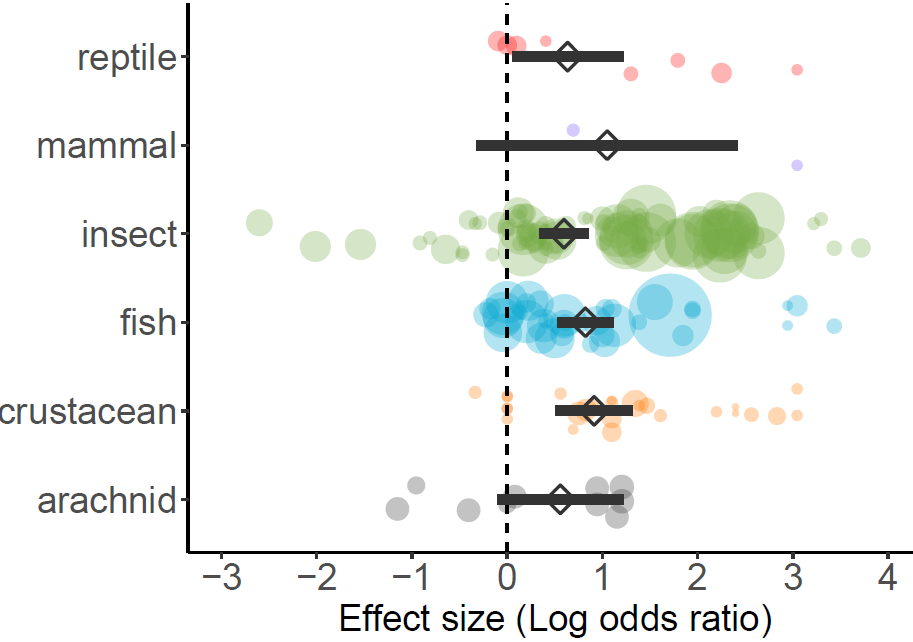 reptile
mammal
insect
fish
crustacean
arachnid
−3 −2 −1 0 1 2 3 4
Effect size (Log odds ratio)